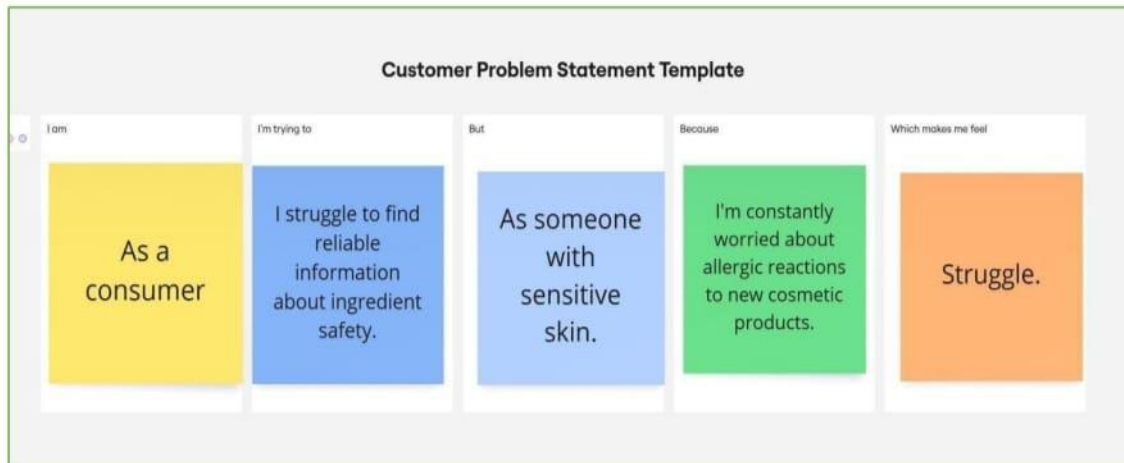 Customer Problem Statement Template
I am
I'm trying to
But
Because
Which makes me feel
As a
consumer
I struggle to find
reliable
information
about ingredient
safety.
As someone
with
sensitive
skin.
I'm constantly
worried about
allergic reactions
to new cosmetic
products.
Struggle.